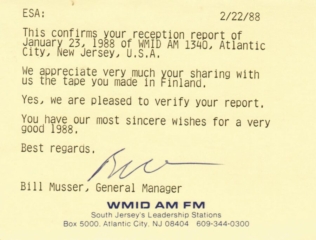 ESA: 2/22/88
This confirms your reception report of
January 23, 1988 of WMID AM 1340, Atlantic
City, New Jersey, U.S.A.
We appreciate very much your sharing with
us the tape you made in Finland.
Yes, we are pleased to verify your report.
You have our most sincere wishes for a very
good 1988.
Best regards.
Bill Musser, General Manager
WMID AM FM
South Jersey's Leadership Stations
Box 5000, Atlantic City, NJ 08404 609-344-0300